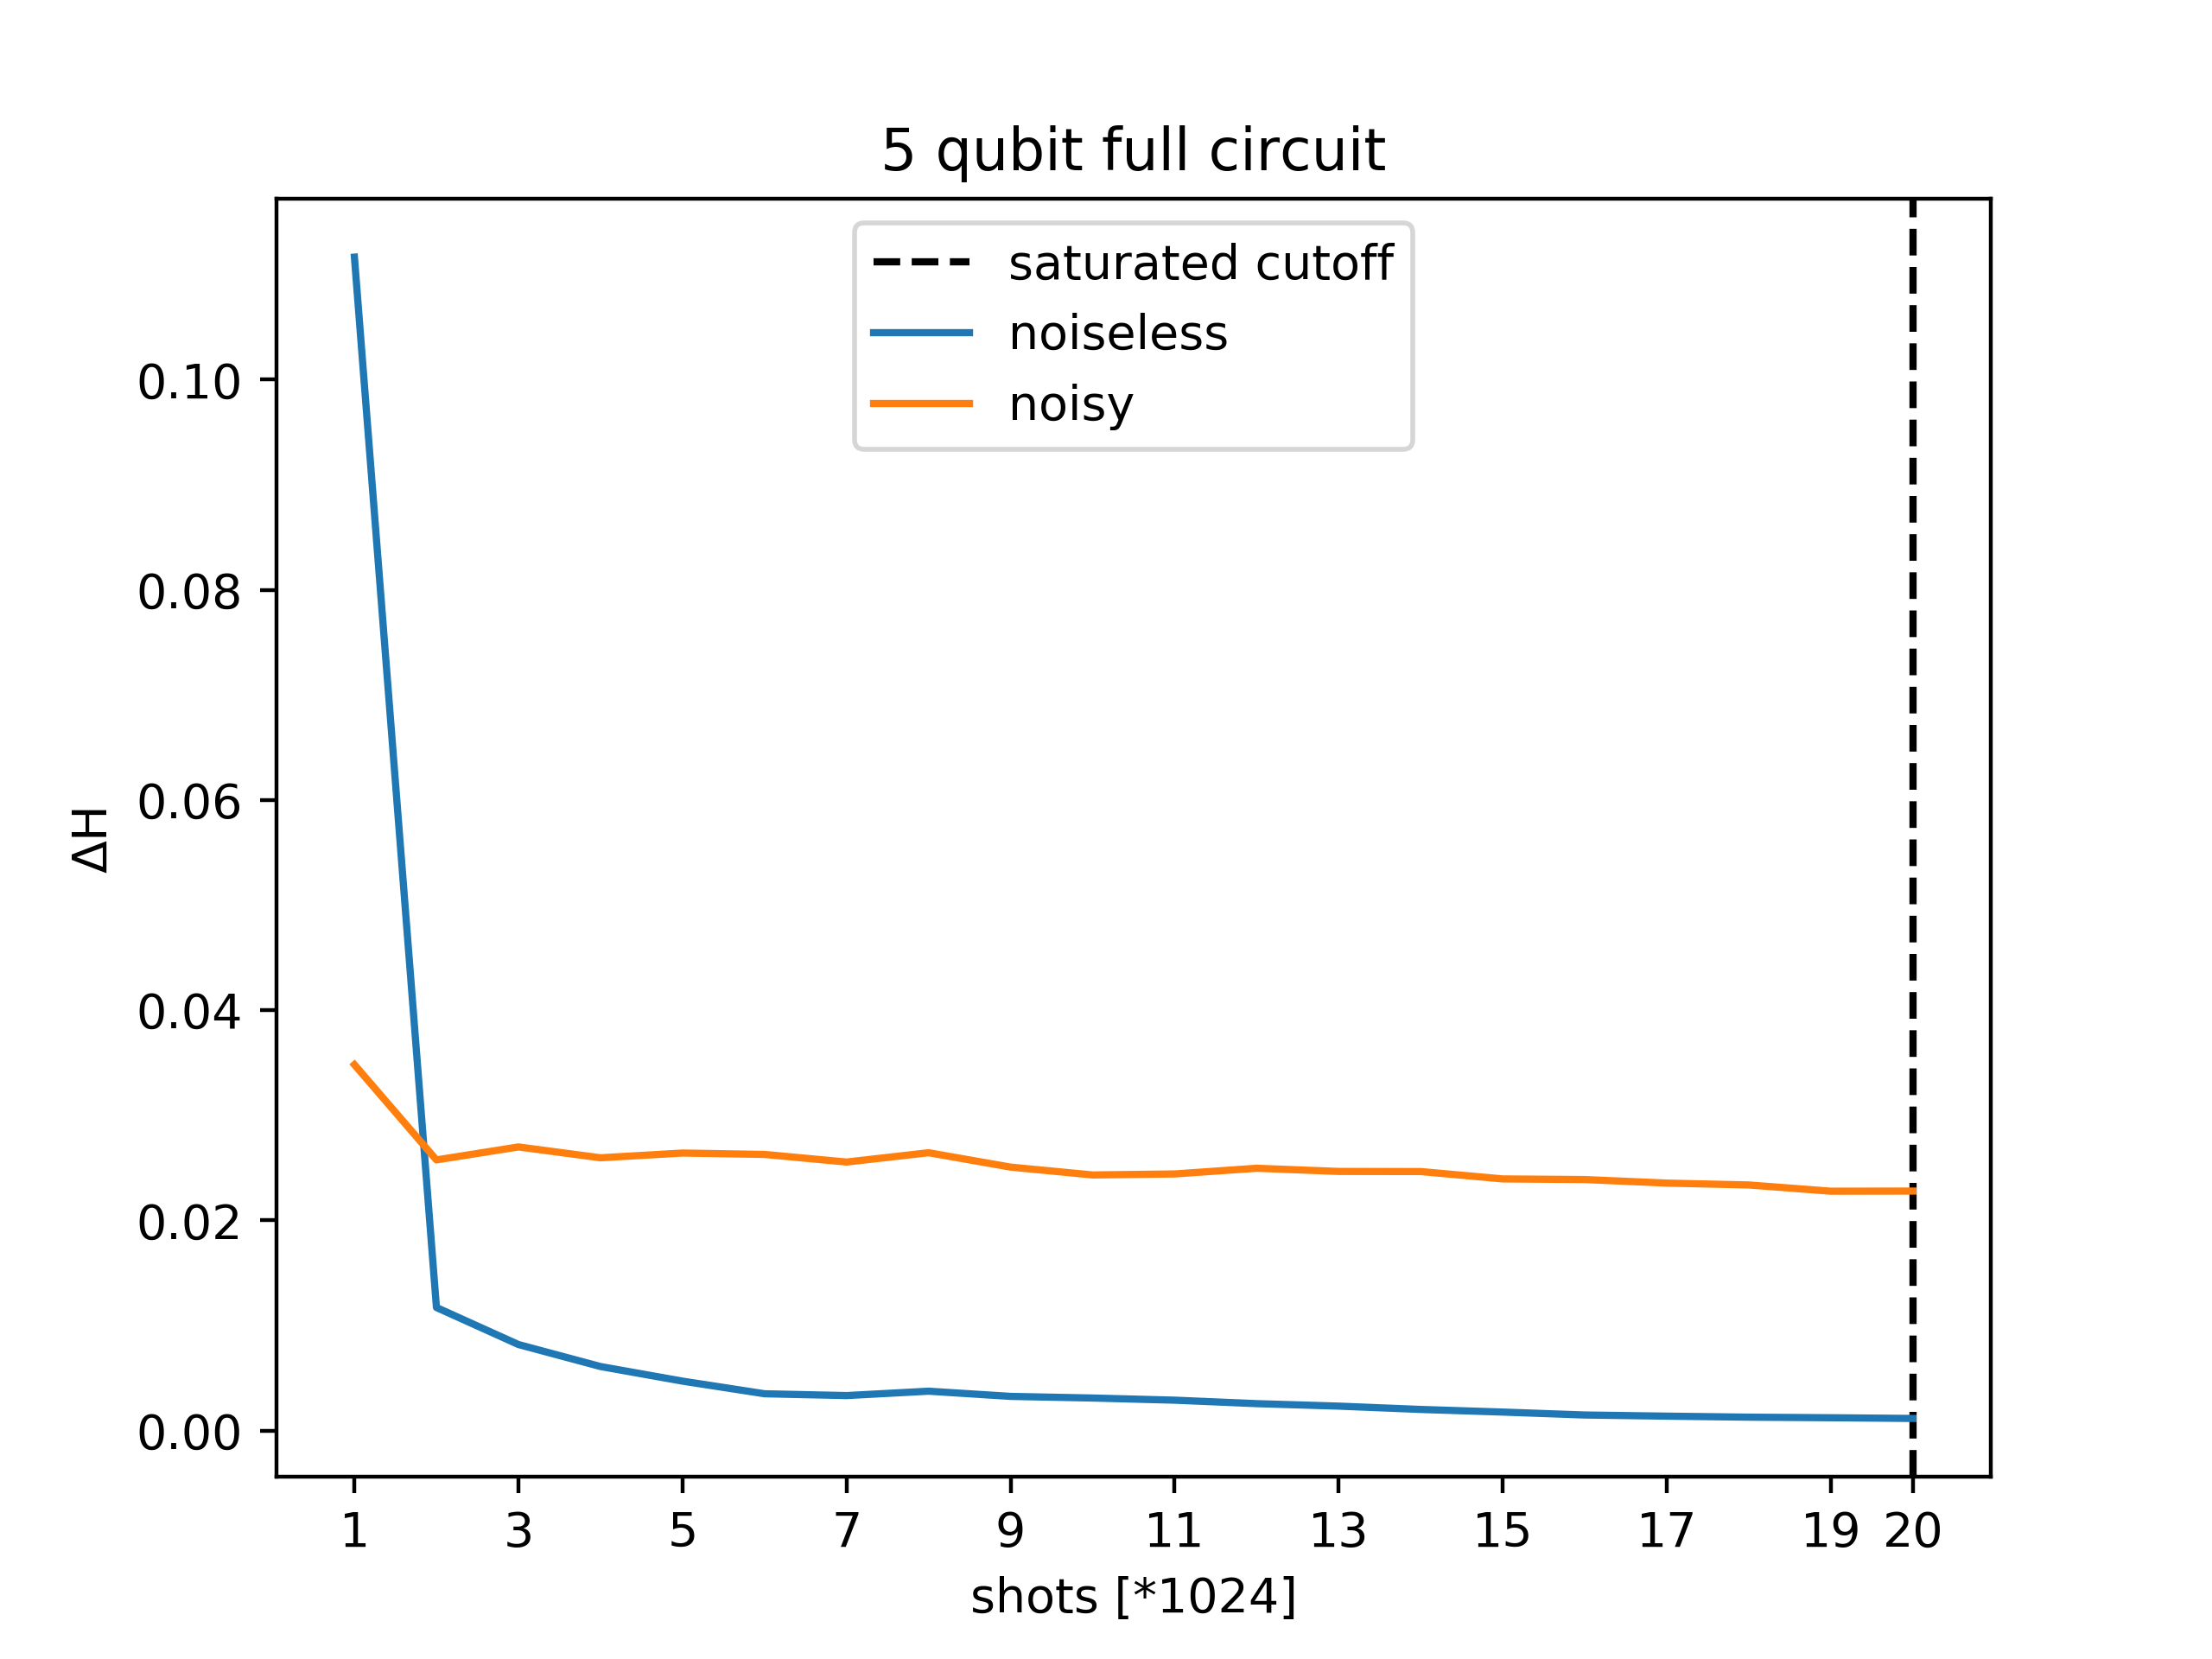 5 qubit full circuit
saturated cutoff
noiseless
noisy
0.10
0.08
0.06
0.04
0.02
0.00
ΔH
1 3 5 7 9 11 13 15 17 19 20
shots [*1024]